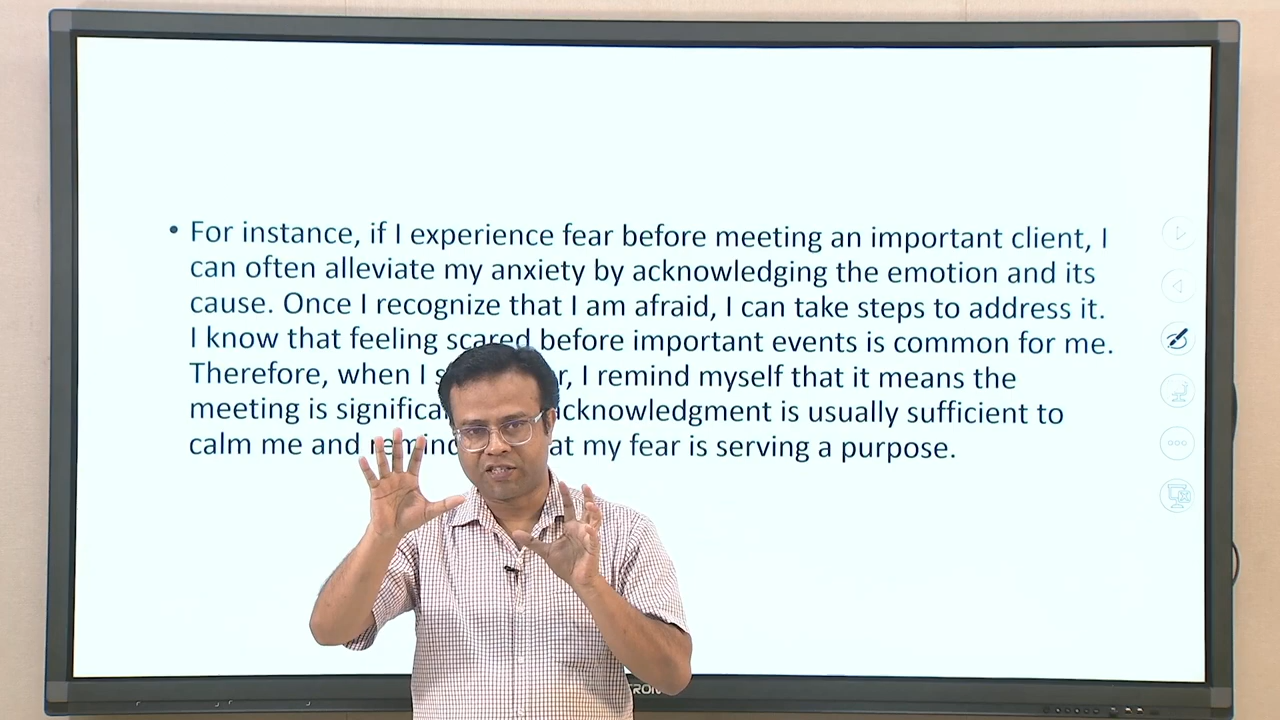 • For instance, if I experience fear before meeting an important client, I
can often alleviate my anxiety by acknowledging the emotion and its
cause. Once I recognize that I am afraid, I can take steps to address it.
I know that feeling scared before important events is common for me.
Therefore, when I I remind myself that it means the
meeting is acknowledgment is usually sufficient to
calm me and my fear is serving a purpose.